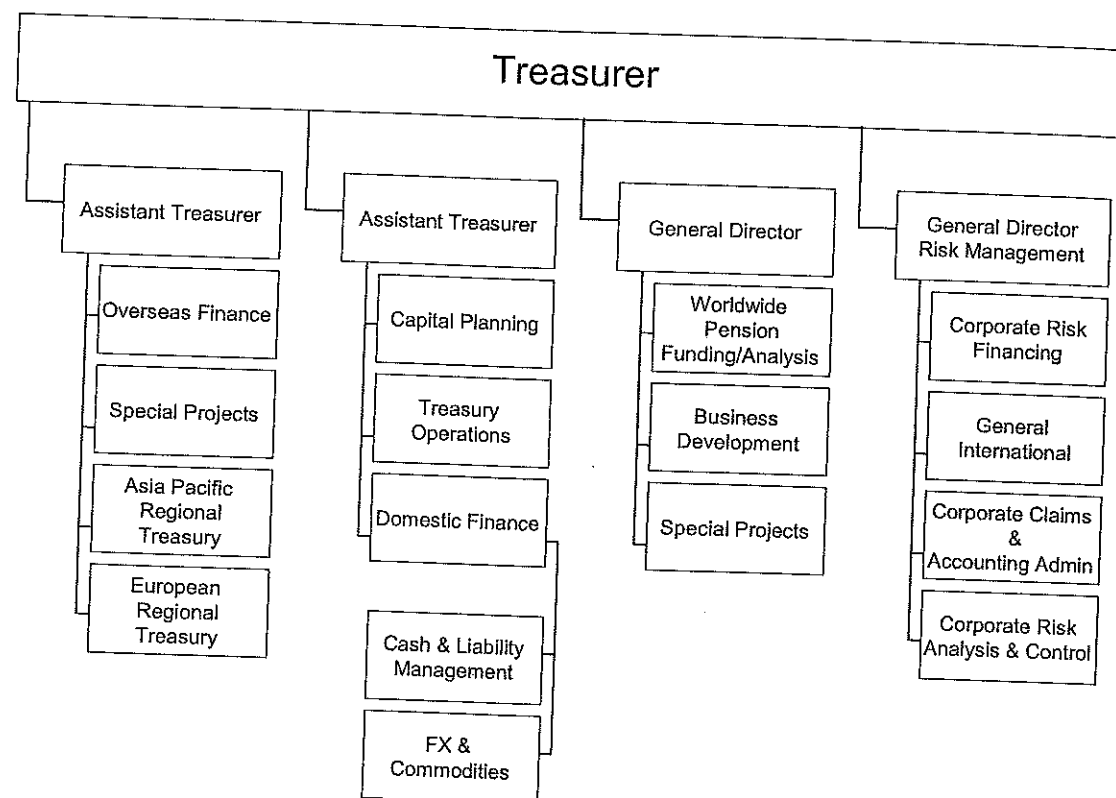 Treasurer
Assistant Treasurer
Overseas Finance
Special Projects
Asia Pacific
Regional
Treasury
European
Regional
Treasury
Assistant Treasurer
Capital Planning
Treasury
Operations
Domestic Finance
Cash & Liability
Management
FX &
Commodities
General Director
Worldwide
Pension
Funding/Analysis
Business
Development
Special Projects
General Director
Risk Management
Corporate Risk
Financing
General
International
Corporate Claims
&
Accounting Admin
Corporate Risk
Analysis & Control